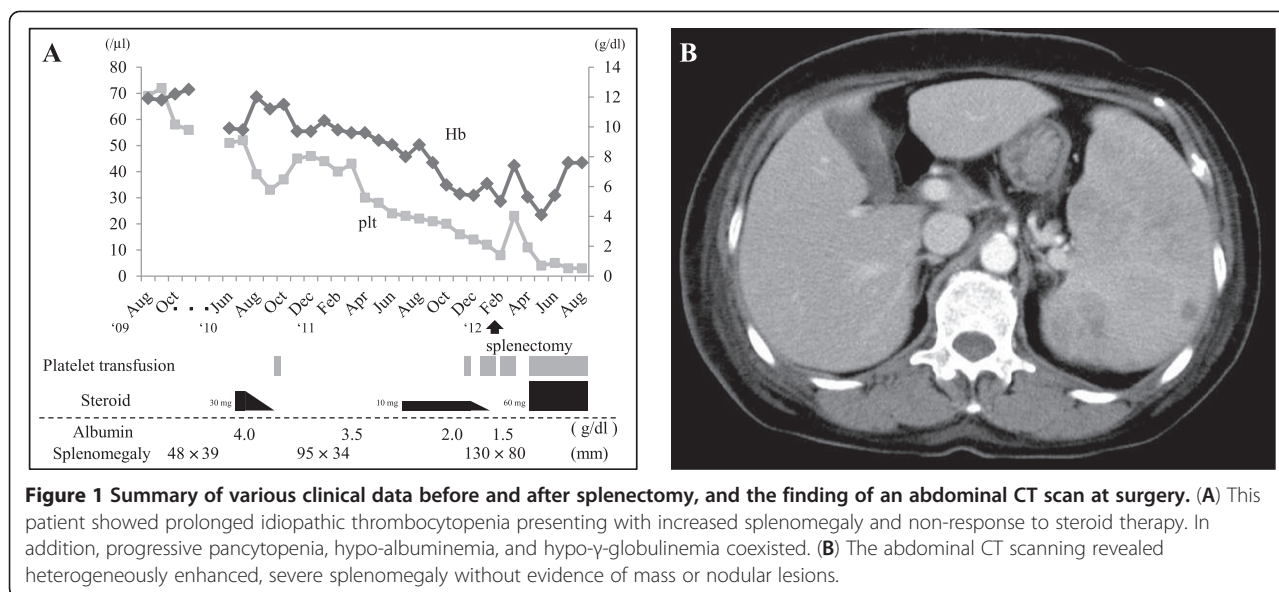 A
(/µl)
(g/dl)
80
70
60
50
40
30
20
10
0
14
12
10
8
6
4
2
0
Hb
plt
Aug Oct • • • Jun Aug Oct Dec Feb Apr Jun Aug Oct Dec Feb Apr Jun Aug
‘09 ‘10 ‘11 ‘12
splenectomy
Platelet transfusion
Steroid 30 mg 10 mg 60 mg
Albumin 4.0 3.5 2.0 1.5 ( g/dl )
Splenomegaly 48 × 39 95 × 34 130 × 80 (mm)
B
Figure 1 Summary of various clinical data before and after splenectomy, and the finding of an abdominal CT scan at surgery. (A) This
patient showed prolonged idiopathic thrombocytopenia presenting with increased splenomegaly and non-response to steroid therapy. In
addition, progressive pancytopenia, hypo-albuminemia, and hypo-γ-globulinemia coexisted. (B) The abdominal CT scanning revealed
heterogeneously enhanced, severe splenomegaly without evidence of mass or nodular lesions.